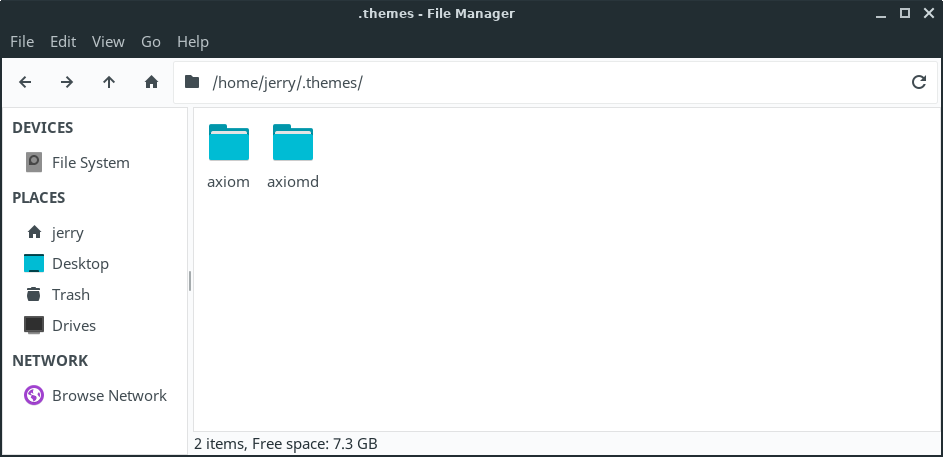 .themes - File Manager
File Edit View Go Help
/home/jerry/.themes/
DEVICES
File System
PLACES
jerry
Desktop
Trash
Drives
NETWORK
Browse Network
axiom axiomd
2 items, Free space: 7.3 GB